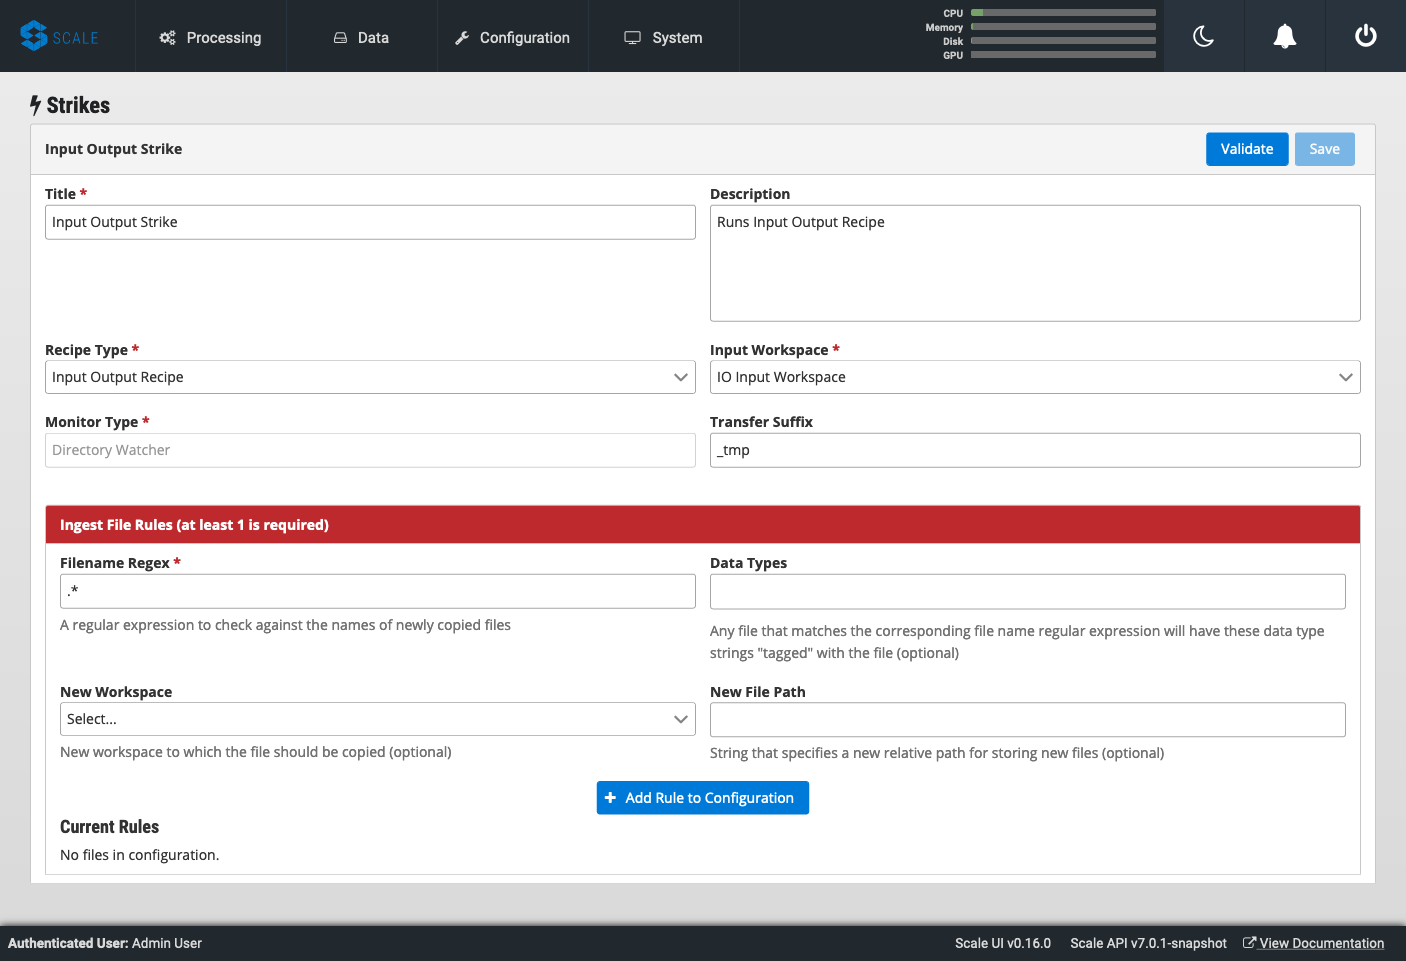 SCALE
Processing
Data
Configuration
System
CPU
Memory
Disk
GPU
Strikes
Input Output Strike
Validate
Save
Title *
Description
Input Output Strike
Runs Input Output Recipe
Recipe Type *
Input Workspace *
Input Output Recipe
IO Input Workspace
Monitor Type *
Transfer Suffix
Directory Watcher
_tmp
Ingest File Rules (at least 1 is required)
Filename Regex *
Data Types
.*
A regular expression to check against the names of newly copied files
Any file that matches the corresponding file name regular expression will have these data type
strings "tagged" with the file (optional)
New Workspace
New File Path
Select...
New workspace to which the file should be copied (optional)
String that specifies a new relative path for storing new files (optional)
+ Add Rule to Configuration
Current Rules
No files in configuration.
Authenticated User: Admin User
Scale UI v0.16.0
Scale API v7.0.1-snapshot
View Documentation